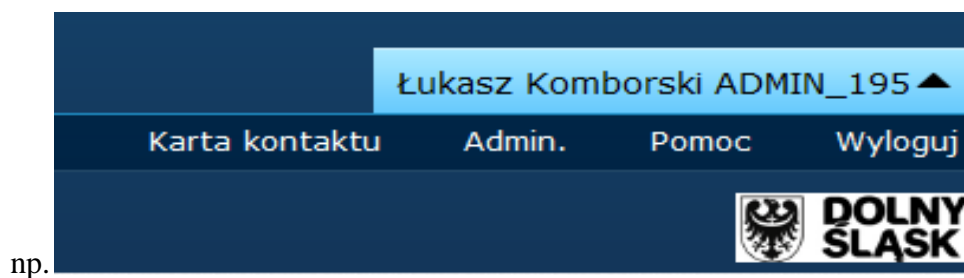 Łukasz Komborski ADMIN_195
Karta kontaktu Admin. Pomoc Wyloguj
DOLNY
ŚLĄSK
np.